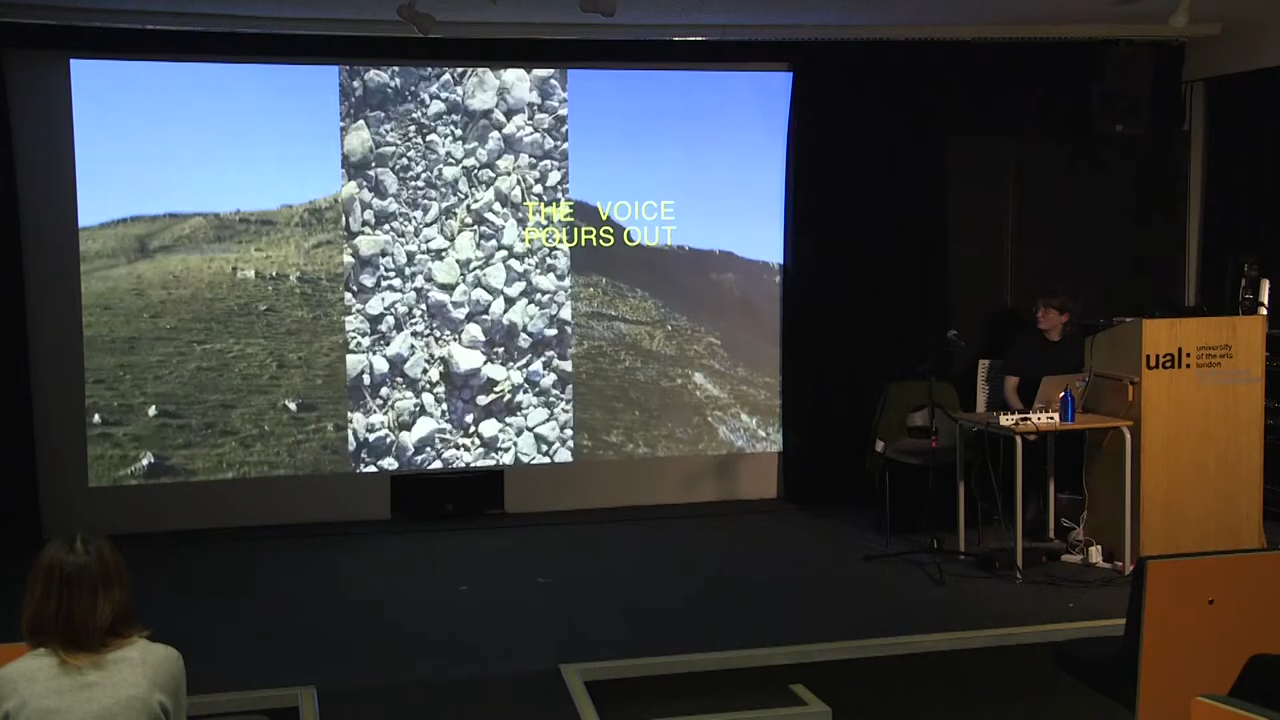 THE VOICE
POURS OUT
ual:
university
of the arts
london